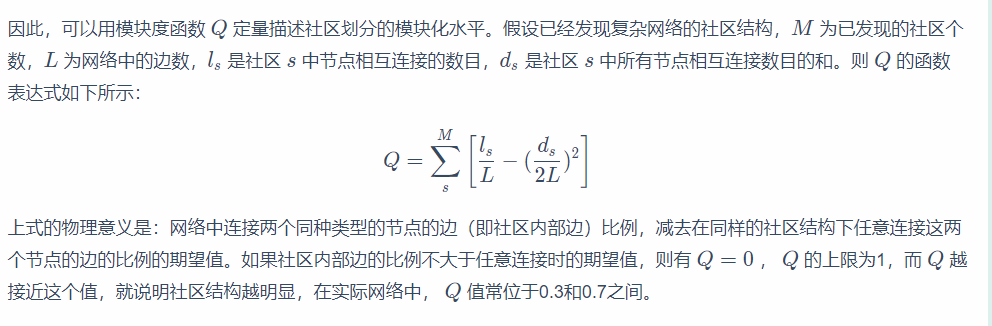 因此，可以用模块度函数 Q 定量描述社区划分的模块化水平。假设已经发现复杂网络的社区结构，M 为已发现的社区个
数，L 为网络中的边数，l_s 是社区 s 中节点相互连接的数目，d_s 是社区 s 中所有节点相互连接数目的和。则 Q 的函数
表达式如下所示：
Q = \sum_{s}^{M} \left[ \frac{l_s}{L} - (\frac{d_s}{2L})^2 \right]
上式的物理意义是：网络中连接两个同种类型的节点的边（即社区内部边）比例，减去在同样的社区结构下任意连接这两
个节点的边的比例的期望值。如果社区内部边的比例不大于任意连接时的期望值，则有 Q = 0 ， Q 的上限为1，而 Q 越
接近这个值，就说明社区结构越明显，在实际网络中， Q 值常位于0.3和0.7之间。